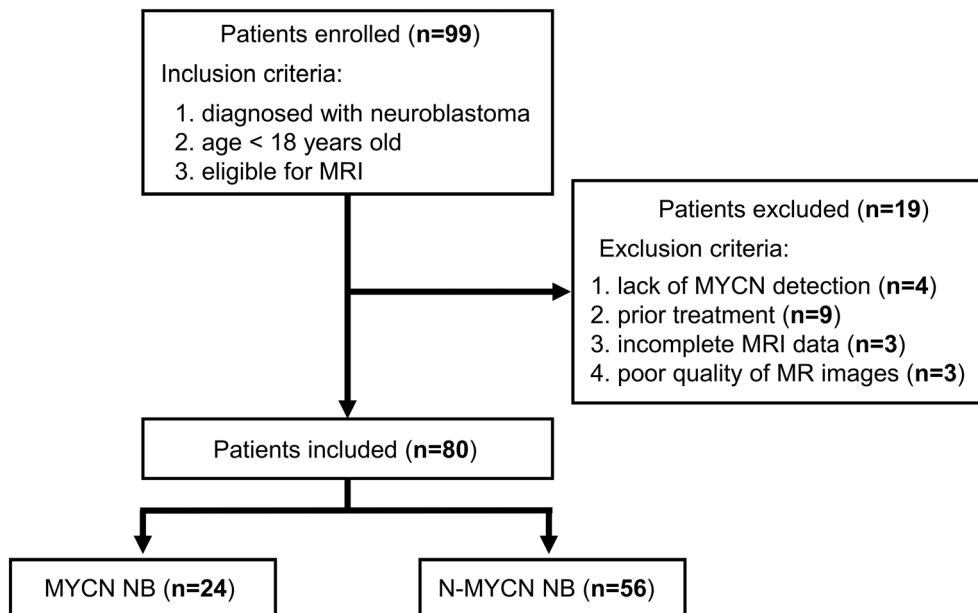 Patients enrolled (n=99)
Inclusion criteria:
1. diagnosed with neuroblastoma
2. age < 18 years old
3. eligible for MRI
Patients excluded (n=19)
Exclusion criteria:
1. lack of MYCN detection (n=4)
2. prior treatment (n=9)
3. incomplete MRI data (n=3)
4. poor quality of MR images (n=3)
Patients included (n=80)
MYCN NB (n=24)
N-MYCN NB (n=56)